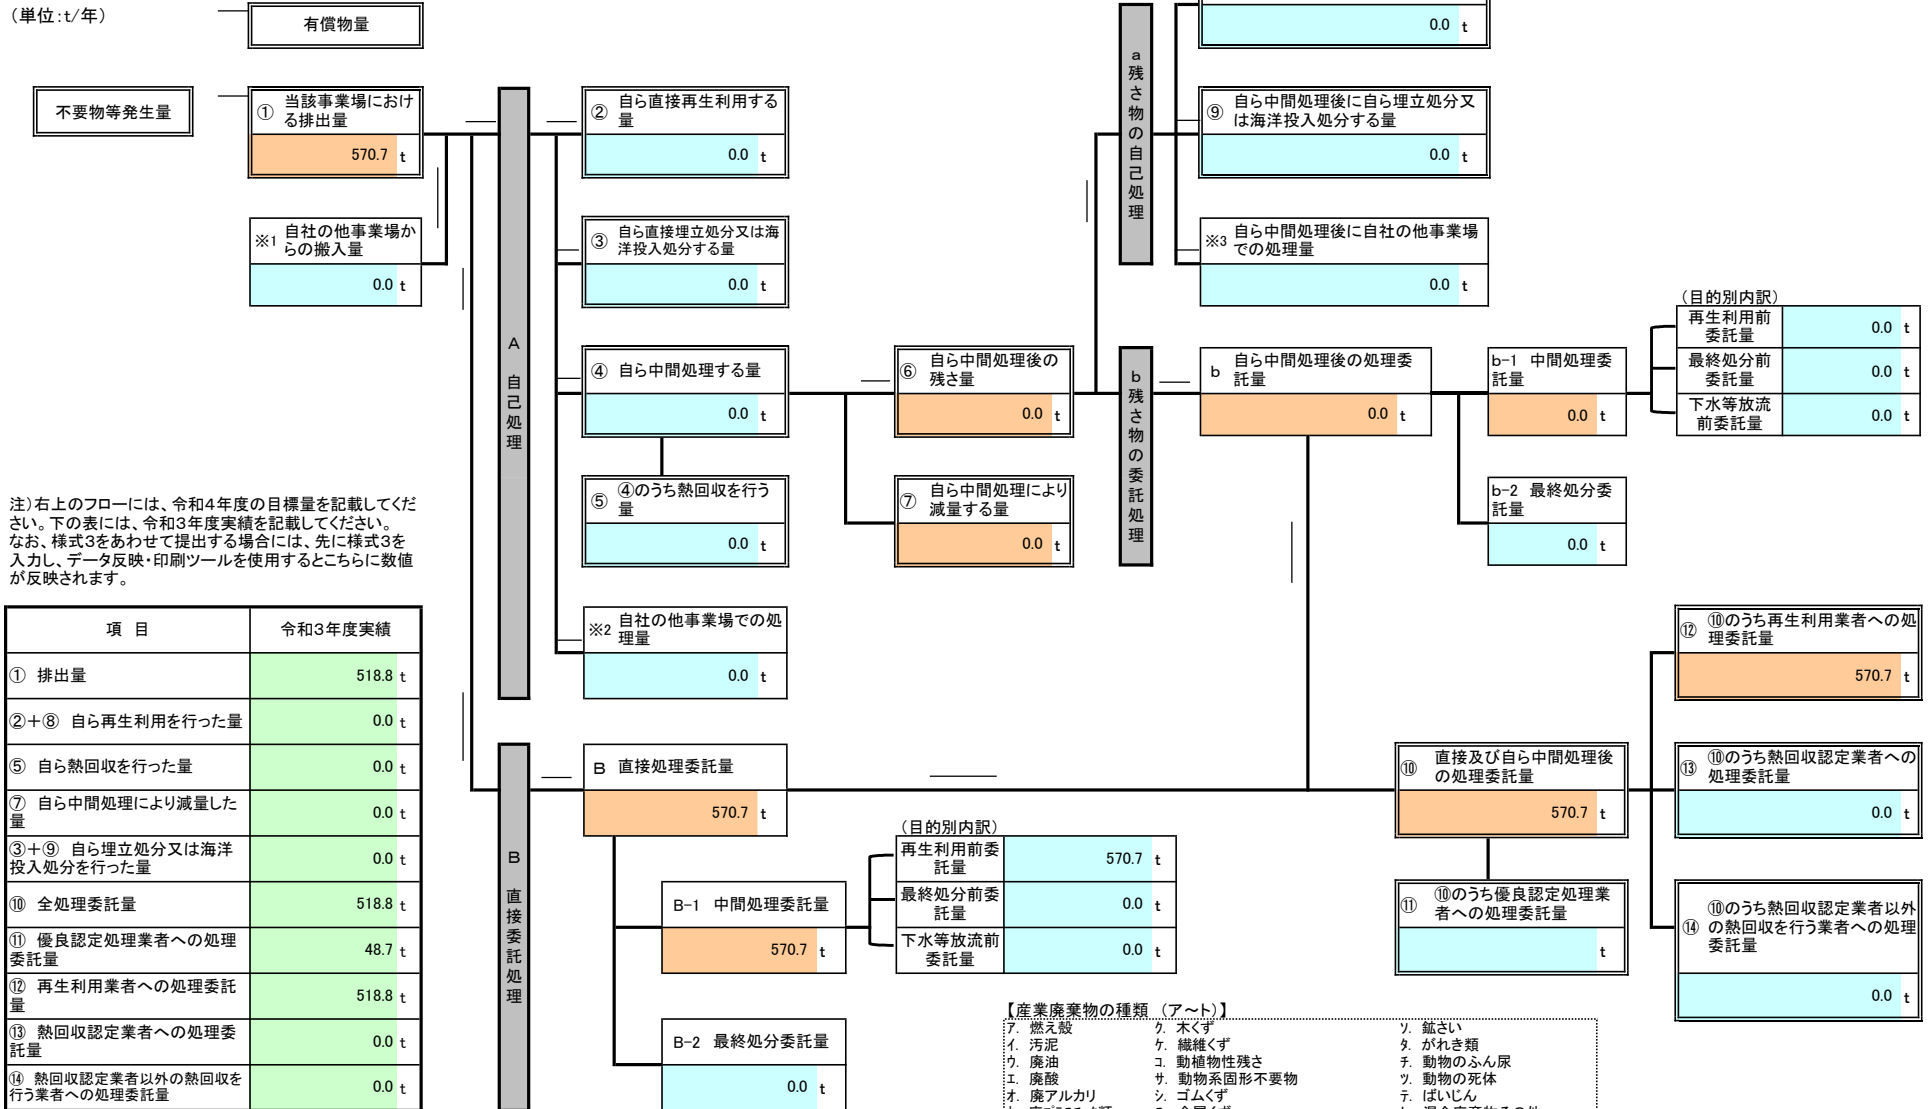 (単位:t/年)
有償物量
0.0 t
不要物等発生量
① 当該事業場におけ
る排出量
570.7 t
※1 自社の他事業場か
らの搬入量
0.0 t
A 自己処理
② 自ら直接再生利用する
量
0.0 t
③ 自ら直接埋立処分又は海
洋投入処分する量
0.0 t
④ 自ら中間処理する量
0.0 t
⑤ ④のうち熱回収を行う
量
0.0 t
※2 自社の他事業場での処
理量
0.0 t
⑥ 自ら中間処理後の
残さ量
0.0 t
⑦ 自ら中間処理により
減量する量
0.0 t
a残さ物の自己処理
⑨ 自ら中間処理後に自ら埋立処分又
は海洋投入処分する量
0.0 t
※3 自ら中間処理後に自社の他事業場
での処理量
0.0 t
b残さ物の委託処理
b 自ら中間処理後の処理委
託量
0.0 t
b-1 中間処理委
託量
0.0 t
(目的別内訳)
再生利用前
委託量
0.0 t
最終処分前
委託量
0.0 t
下水等放流
前委託量
0.0 t
b-2 最終処分委
託量
0.0 t
注)右上のフローには、令和4年度の目標量を記載してくだ
さい。下の表には、令和3年度実績を記載してください。
なお、様式3をあわせて提出する場合には、先に様式3を
入力し、データ反映・印刷ツールを使用するとこちらに数値
が反映されます。
項 目 令和3年度実績
① 排出量 518.8 t
②+⑧ 自ら再生利用を行った量 0.0 t
⑤ 自ら熱回収を行った量 0.0 t
⑦ 自ら中間処理により減量した
量 0.0 t
③+⑨ 自ら埋立処分又は海洋
投入処分を行った量 0.0 t
⑩ 全処理委託量 518.8 t
⑪ 優良認定処理業者への処理
委託量 48.7 t
⑫ 再生利用業者への処理委託
量 518.8 t
⑬ 熱回収認定業者への処理委
託量 0.0 t
⑭ 熱回収認定業者以外の熱回収を
行う業者への処理委託量 0.0 t
B 直接委託処理
B 直接処理委託量
570.7 t
B-1 中間処理委託量
570.7 t
(目的別内訳)
再生利用前委
託量
570.7 t
最終処分前委
託量
0.0 t
下水等放流前
委託量
0.0 t
B-2 最終処分委託量
0.0 t
⑩ 直接及び自ら中間処理後
の処理委託量
570.7 t
⑪ ⑩のうち優良認定処理業
者への処理委託量
t
⑫ ⑩のうち再生利用業者への処
理委託量
570.7 t
⑬ ⑩のうち熱回収認定業者への
処理委託量
0.0 t
⑭ ⑩のうち熱回収認定業者以外
の熱回収を行う業者への処理
委託量
0.0 t
【産業廃棄物の種類 (ア~ト)】
ア. 燃え殻 ク. 木くず ソ. 鉱さい
イ. 汚泥 ケ. 繊維くず タ. がれき類
ウ. 廃油 コ. 動植物性残さ チ. 動物のふん尿
エ. 廃酸 サ. 動物系固形不要物 ツ. 動物の死体
オ. 廃アルカリ シ. ゴムくず テ. ばいじん